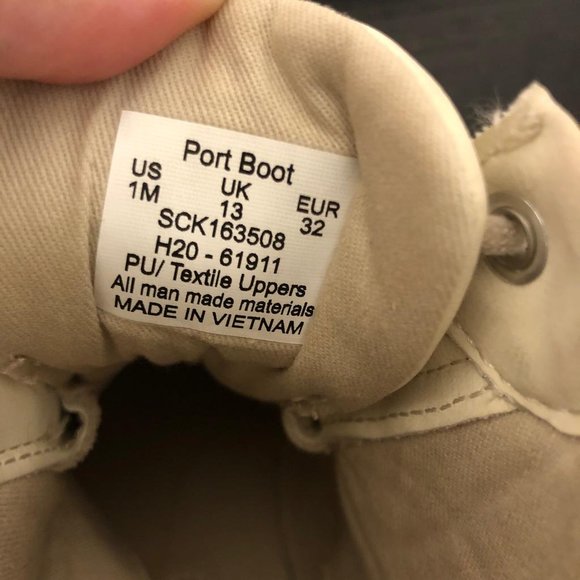 Port Boot
US UK EUR
1M 13 32
SCK163508
H20 - 61911
PU/ Textile Uppers
All man made materials
MADE IN VIETNAM